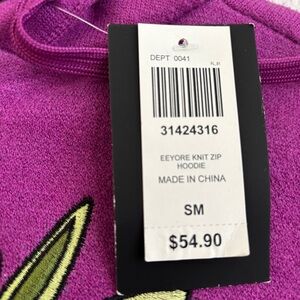 DEPT 0041
31424316
EEYORE KNIT ZIP
HOODIE
MADE IN CHINA
SM
$54.90